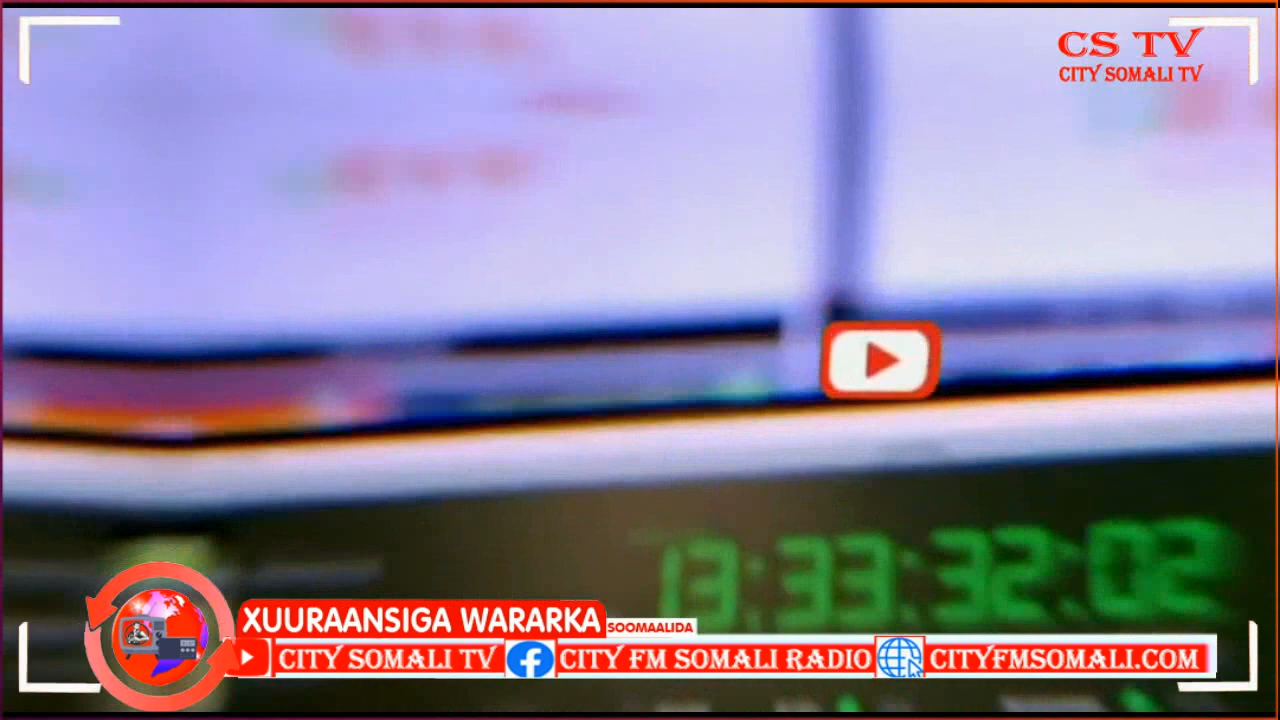 CS TV
CITY SOMALI TV
13:33:32:02
XUURAANSIGA WARARKA
SOOMAALIDA
CITY SOMALI TV CITY FM SOMALI RADIO CITYFMSOMALI.COM